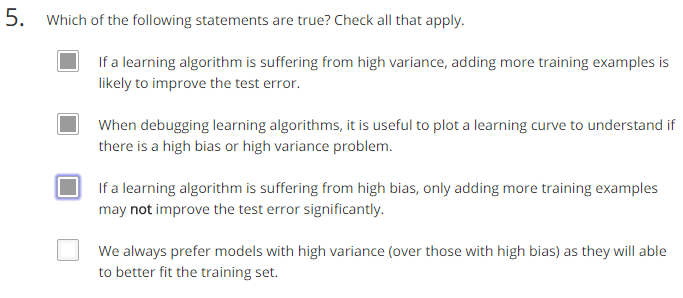 5. Which of the following statements are true? Check all that apply.
If a learning algorithm is suffering from high variance, adding more training examples is
likely to improve the test error.
When debugging learning algorithms, it is useful to plot a learning curve to understand if
there is a high bias or high variance problem.
If a learning algorithm is suffering from high bias, only adding more training examples
may not improve the test error significantly.
We always prefer models with high variance (over those with high bias) as they will able
to better fit the training set.